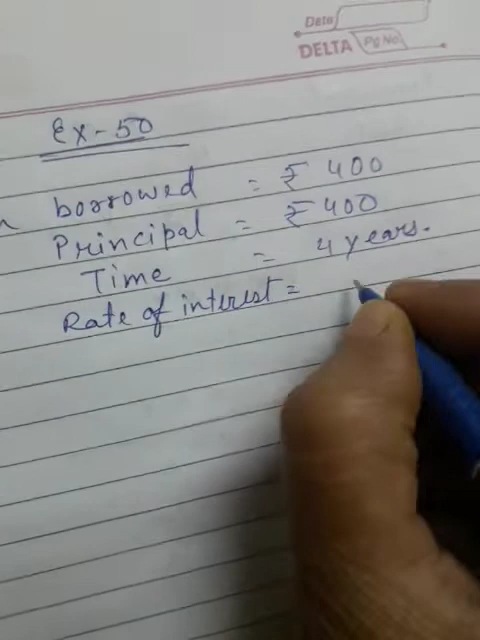 Date
DELTA Pg No.
Ex-50
borrowed = ₹ 400
Principal = ₹ 400
Time = 4 years.
Rate of interest =